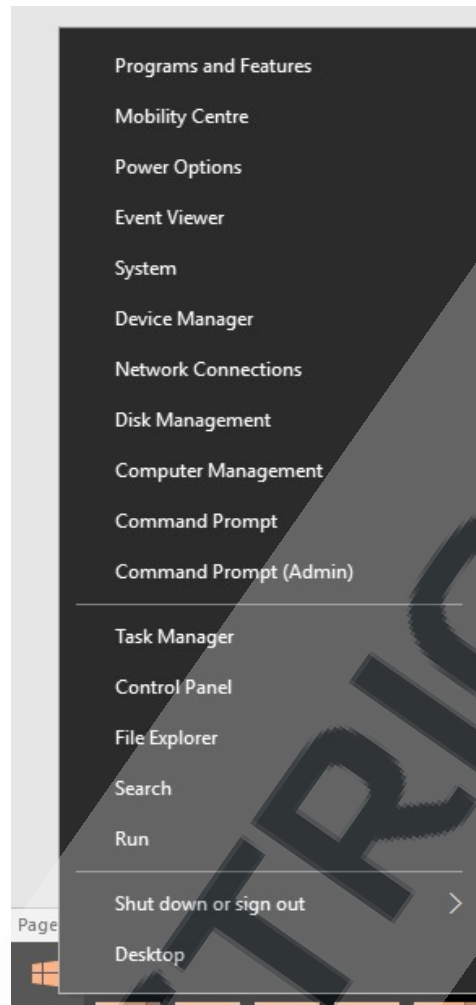 Programs and Features
Mobility Centre
Power Options
Event Viewer
System
Device Manager
Network Connections
Disk Management
Computer Management
Command Prompt
Command Prompt (Admin)
Task Manager
Control Panel
File Explorer
Search
Run
Shut down or sign out
Page
Desktop